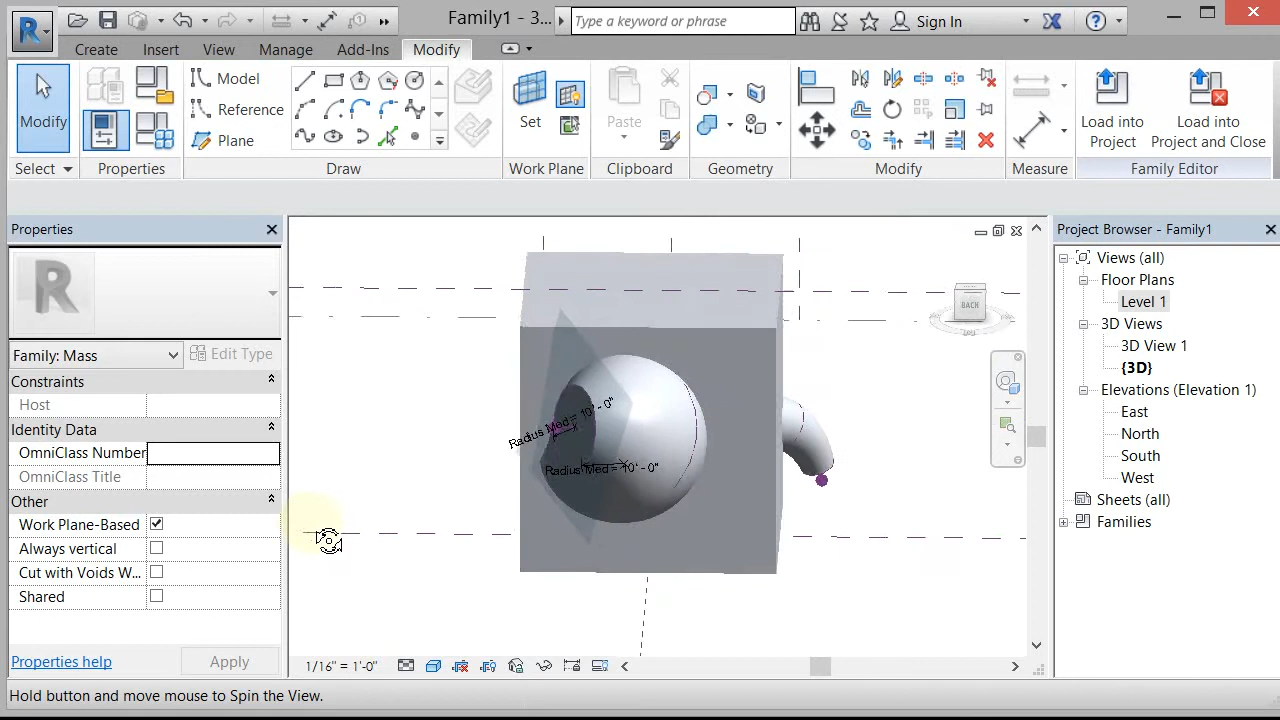 Family1 - 3...
Type a keyword or phrase
Sign In
Create Insert View Manage Add-Ins Modify
Modify
Select
Properties
Model
Reference
Plane
Draw
Set
Work Plane
Paste
Clipboard
Geometry
Modify
Measure
Load into
Project
Load into
Project and Close
Family Editor
Properties
R
Family: Mass
Edit Type
Constraints
Host
Identity Data
OmniClass Number
OmniClass Title
Other
Work Plane-Based
Always vertical
Cut with Voids W...
Shared
Properties help
Apply
BACK
Radius Med = 10' - 0"
Radius Med = 10' - 0"
1/16" = 1'-0"
Project Browser - Family1
Views (all)
Floor Plans
Level 1
3D Views
3D View 1
{3D}
Elevations (Elevation 1)
East
North
South
West
Sheets (all)
Families
Hold button and move mouse to Spin the View.